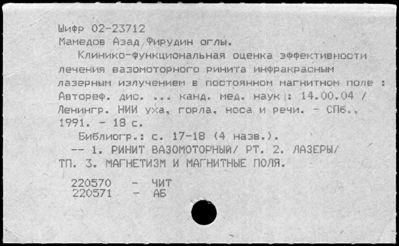 Шифр 02-23712
Мамедов Азад Фирудин оглы.
Клинико-функциональная оценка эффективности
лечения вазомоторного ринита инфракрасным
лазерным излучением в постоянном магнитном поле :
Автореф. дис. ... канд. мед. наук : 14.00.04 /
Ленингр. НИИ уха, горла, носа и речи. - СПб.,
1991. - 18 с.
Библиогр.: с. 17-18 (4 назв.).
-- 1. РИНИТ ВАЗОМОТОРНЫЙ/ РТ. 2. ЛАЗЕРЫ/
ТП. 3. МАГНЕТИЗМ И МАГНИТНЫЕ ПОЛЯ.
220570 - ЧИТ
220571 - АБ